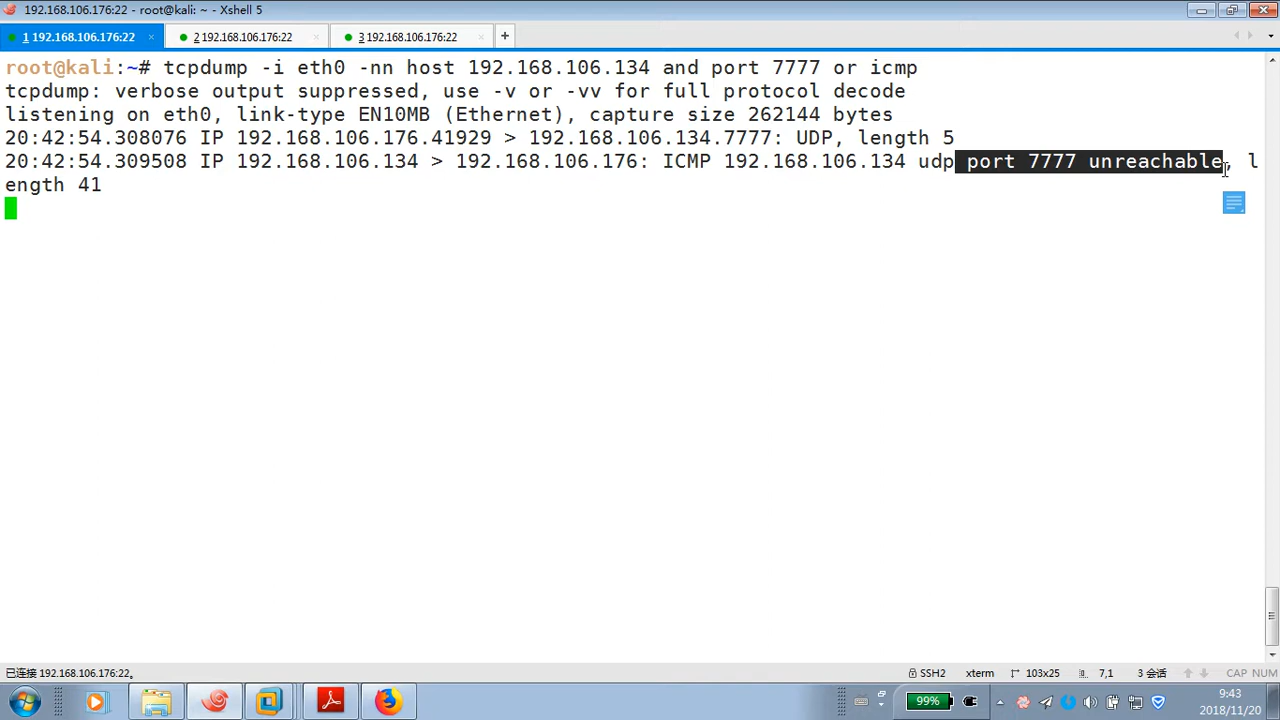 192.168.106.176:22 - root@kali: ~ - Xshell 5
1 192.168.106.176:22
2 192.168.106.176:22
3 192.168.106.176:22
root@kali:~# tcpdump -i eth0 -nn host 192.168.106.134 and port 7777 or icmp
tcpdump: verbose output suppressed, use -v or -vv for full protocol decode
listening on eth0, link-type EN10MB (Ethernet), capture size 262144 bytes
20:42:54.308076 IP 192.168.106.176.41929 > 192.168.106.134.7777: UDP, length 5
20:42:54.309508 IP 192.168.106.134 > 192.168.106.176: ICMP 192.168.106.134 udp port 7777 unreachable, l
ength 41
已连接 192.168.106.176:22。
SSH2
xterm
103x25
7,1
3 会话
CAP NUM
99%
9:43
2018/11/20